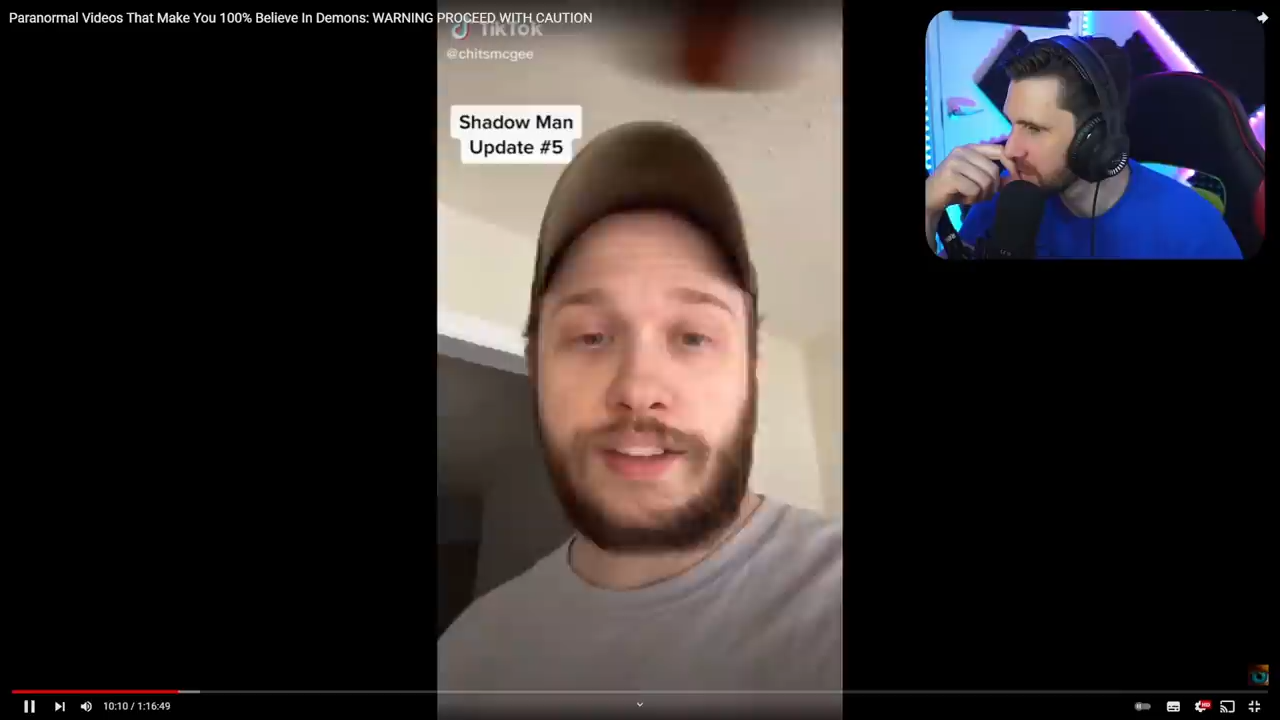 Paranormal Videos That Make You 100% Believe In Demons: WARNING PROCEED WITH CAUTION
TikTok
@chitsmcgee
Shadow Man
Update #5
10:10 / 1:16:49
HD